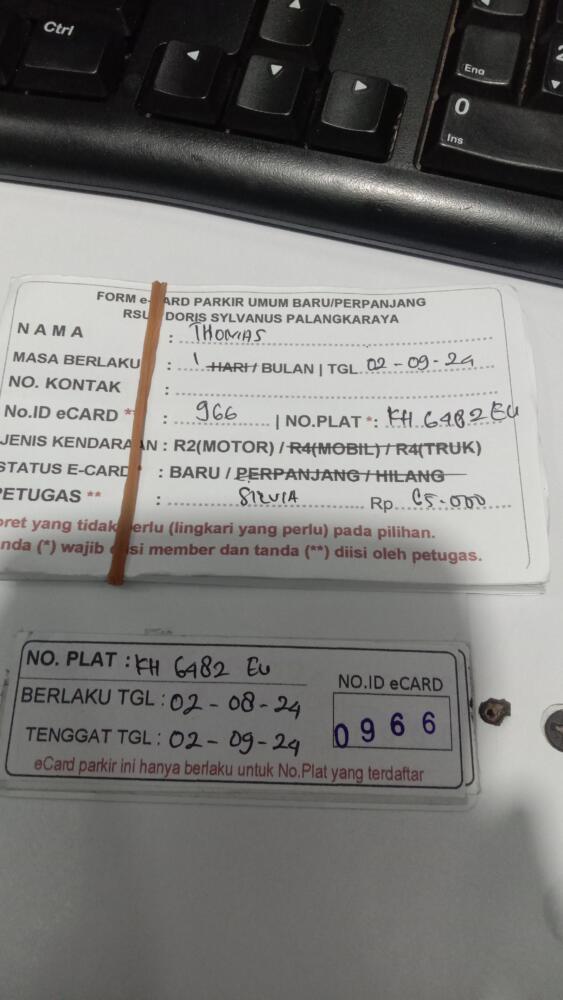 Ctrl
End
0
Ins
FORM e-CARD PARKIR UMUM BARU/PERPANJANG
RSU DORIS SYLVANUS PALANGKARAYA
NAMA : THOMAS
MASA BERLAKU : 1 HARI / BULAN | TGL. 02-09-24
NO. KONTAK :
No.ID eCARD ** : 966 | NO.PLAT *: KH 6482 EU
JENIS KENDARAAN : R2(MOTOR) / R4(MOBIL) / R4(TRUK)
STATUS E-CARD : BARU / PERPANJANG / HILANG
PETUGAS ** : SILVIA Rp.
oret yang tidak perlu (lingkari yang perlu) pada pilihan.
nda (*) wajib diisi member dan tanda (**) diisi oleh petugas.
NO. PLAT : KH 6482 EU
BERLAKU TGL : 02-08-24
TENGGAT TGL : 02-09-24
NO.ID eCARD
0966
eCard parkir ini hanya berlaku untuk No.Plat yang terdaftar